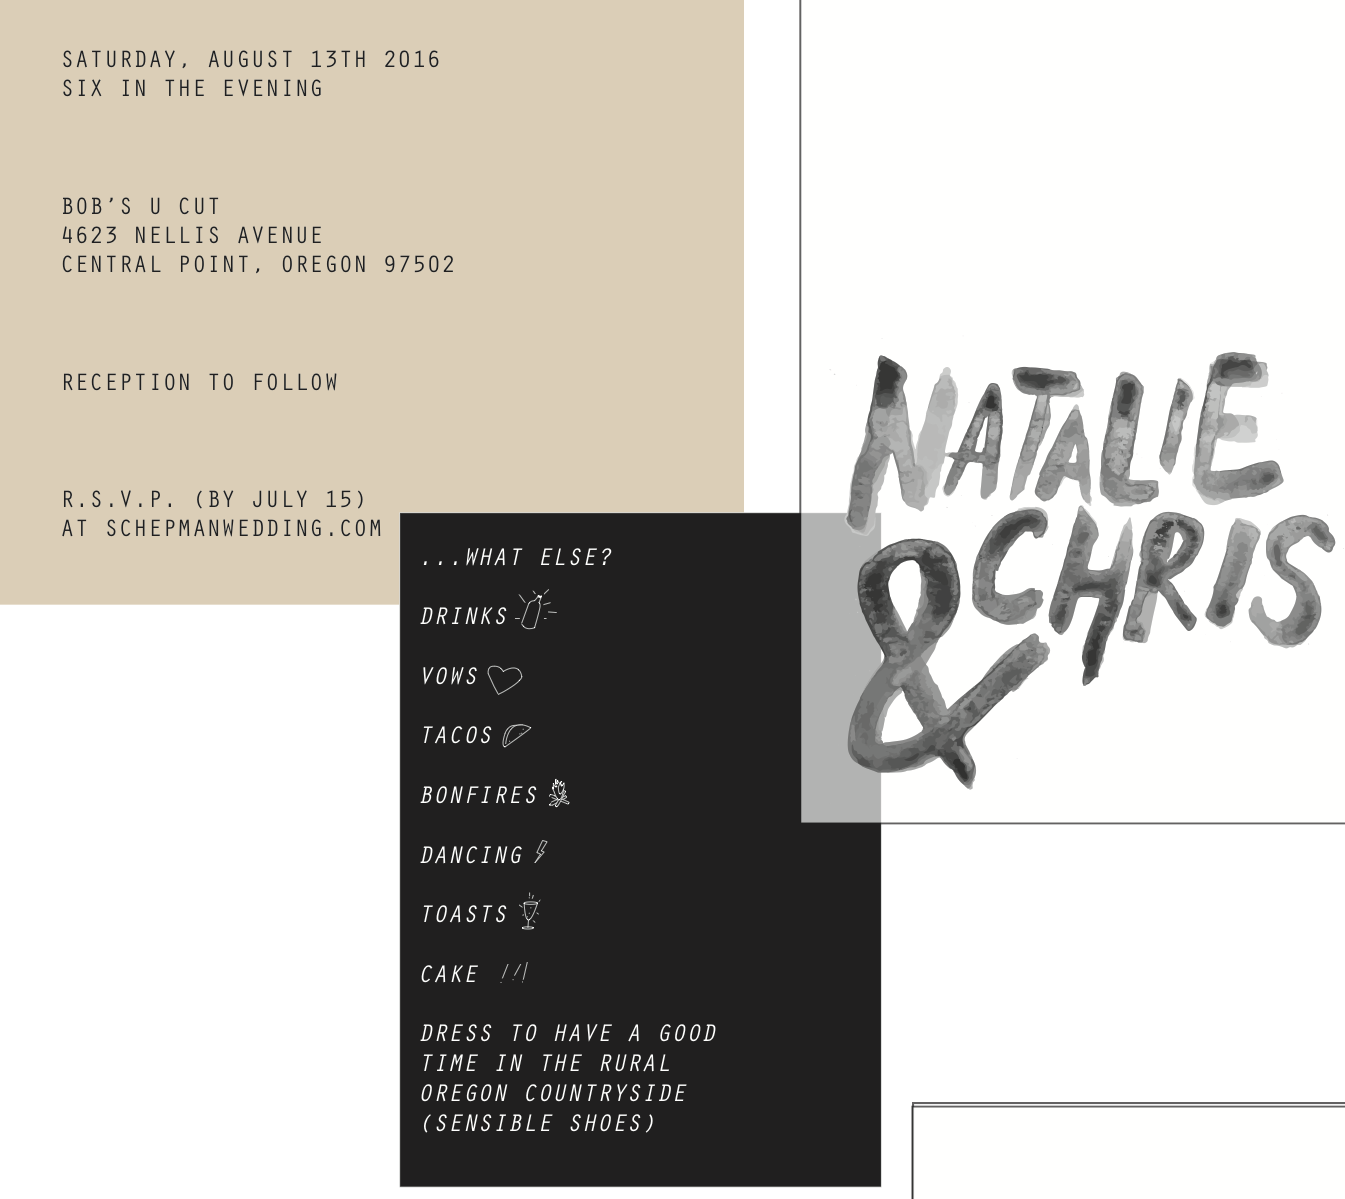 SATURDAY, AUGUST 13TH 2016
SIX IN THE EVENING
BOB'S U CUT
4623 NELLIS AVENUE
CENTRAL POINT, OREGON 97502
RECEPTION TO FOLLOW
R.S.V.P. (BY JULY 15)
AT SCHEPMANWEDDING.COM
NATALIE
& CHRIS
...WHAT ELSE?
DRINKS
VOWS
TACOS
BONFIRES
DANCING
TOASTS
CAKE !!!
DRESS TO HAVE A GOOD
TIME IN THE RURAL
OREGON COUNTRYSIDE
(SENSIBLE SHOES)